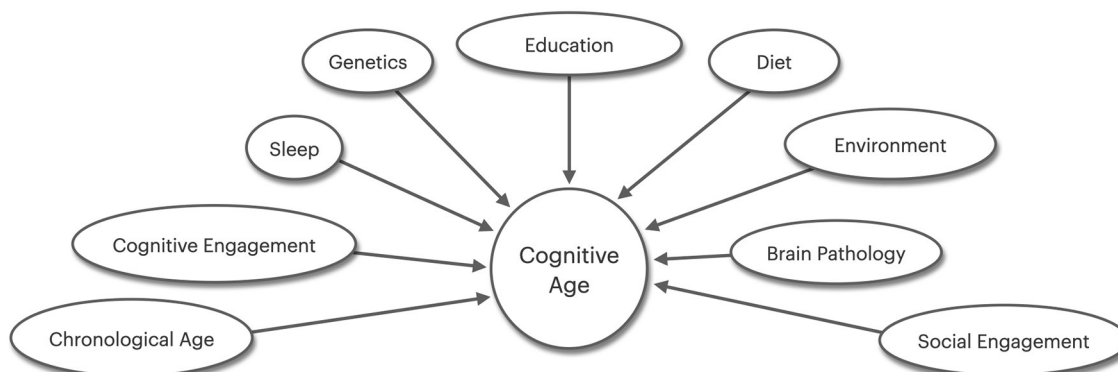 Education
Genetics
Diet
Sleep
Environment
Cognitive Engagement
Brain Pathology
Cognitive
Age
Chronological Age
Social Engagement